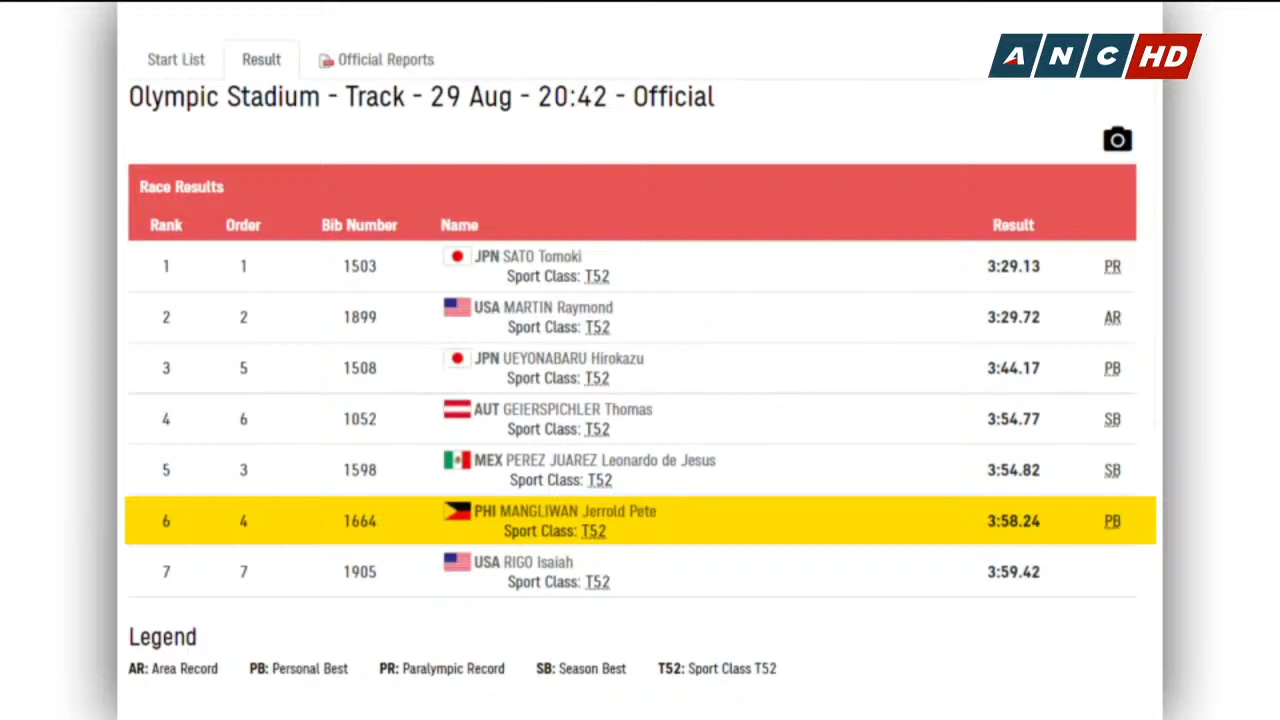 ANC HD
Start List Result Official Reports
Olympic Stadium - Track - 29 Aug - 20:42 - Official
Race Results
Rank Order Bib Number Name Result
1 1 1503 JPN SATO Tomoki 3:29.13 PR
Sport Class: T52
2 2 1899 USA MARTIN Raymond 3:29.72 AR
Sport Class: T52
3 5 1508 JPN UEYONABARU Hirokazu 3:44.17 PB
Sport Class: T52
4 6 1052 AUT GEIERSPICHLER Thomas 3:54.77 SB
Sport Class: T52
5 3 1598 MEX PEREZ JUAREZ Leonardo de Jesus 3:54.82 SB
Sport Class: T52
6 4 1664 PHI MANGLIWAN Jerrold Pete 3:58.24 PB
Sport Class: T52
7 7 1905 USA RIGO Isaiah 3:59.42
Sport Class: T52
Legend
AR: Area Record PB: Personal Best PR: Paralympic Record SB: Season Best T52: Sport Class T52